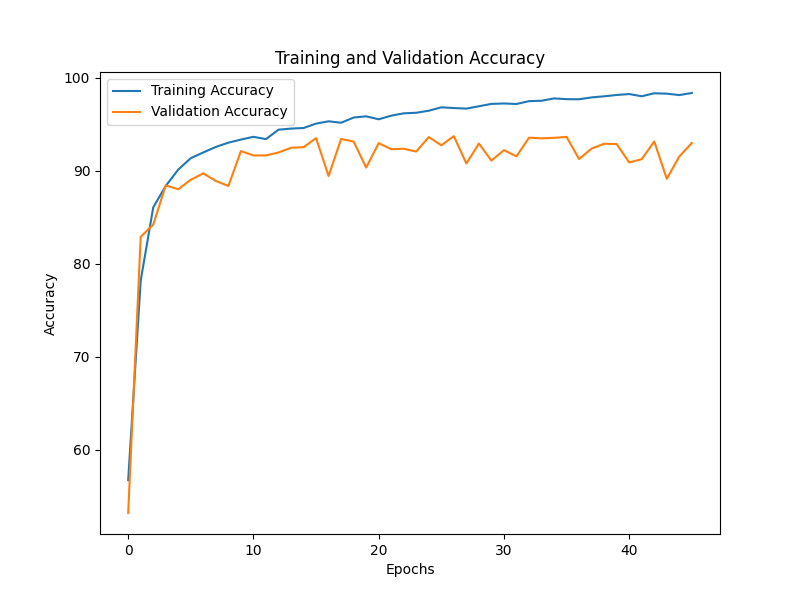 Training and Validation Accuracy
Training Accuracy
Validation Accuracy
100
90
80
70
60
Accuracy
0 10 20 30 40
Epochs